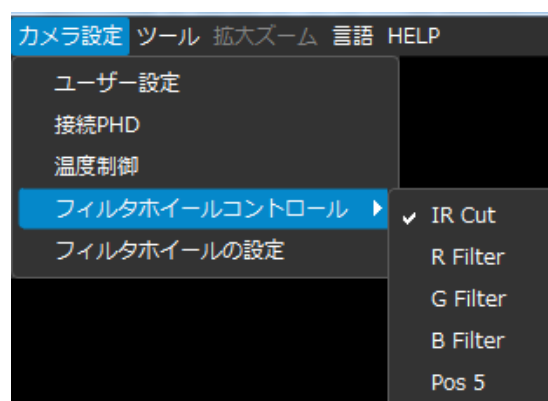 カメラ設定 ツール 拡大ズーム 言語 HELP
ユーザー設定
接続PHD
温度制御
フィルタホイールコントロール
フィルタホイールの設定
IR Cut
R Filter
G Filter
B Filter
Pos 5